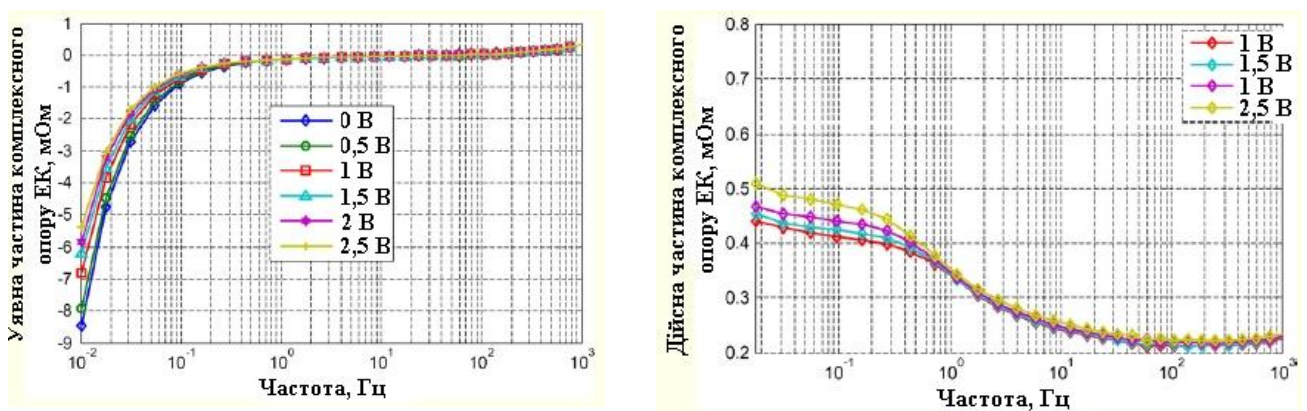 Уявна частина комплексного
опору ЕК, мОм
1
0
-1
-2
-3
-4
-5
-6
-7
-8
-9
0 В
0,5 В
1 В
1,5 В
2 В
2,5 В
10-2 10-1 100 101 102 103
Частота, Гц
Дійсна частина комплексного
опору ЕК, мОм
0.8
0.7
0.6
0.5
0.4
0.3
0.2
1 В
1,5 В
1 В
2,5 В
10-1 100 101 102 103
Частота, Гц